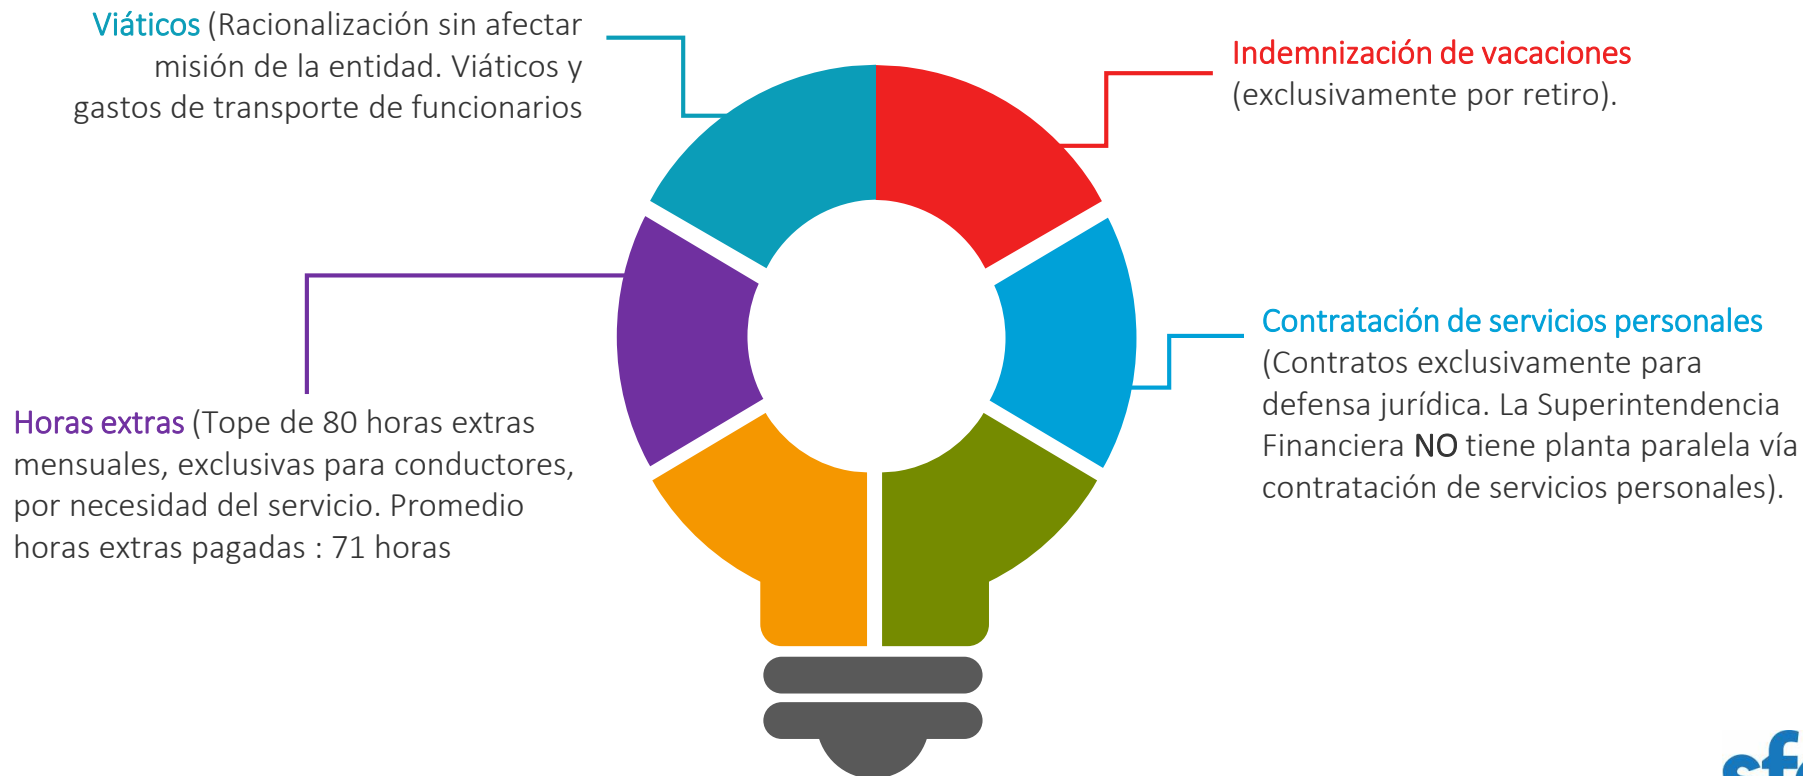 Viáticos (Racionalización sin afectar
misión de la entidad. Viáticos y
gastos de transporte de funcionarios
Indemnización de vacaciones
(exclusivamente por retiro).
Contratación de servicios personales
(Contratos exclusivamente para
defensa jurídica. La Superintendencia
Financiera NO tiene planta paralela vía
contratación de servicios personales).
Horas extras (Tope de 80 horas extras
mensuales, exclusivas para conductores,
por necesidad del servicio. Promedio
horas extras pagadas : 71 horas